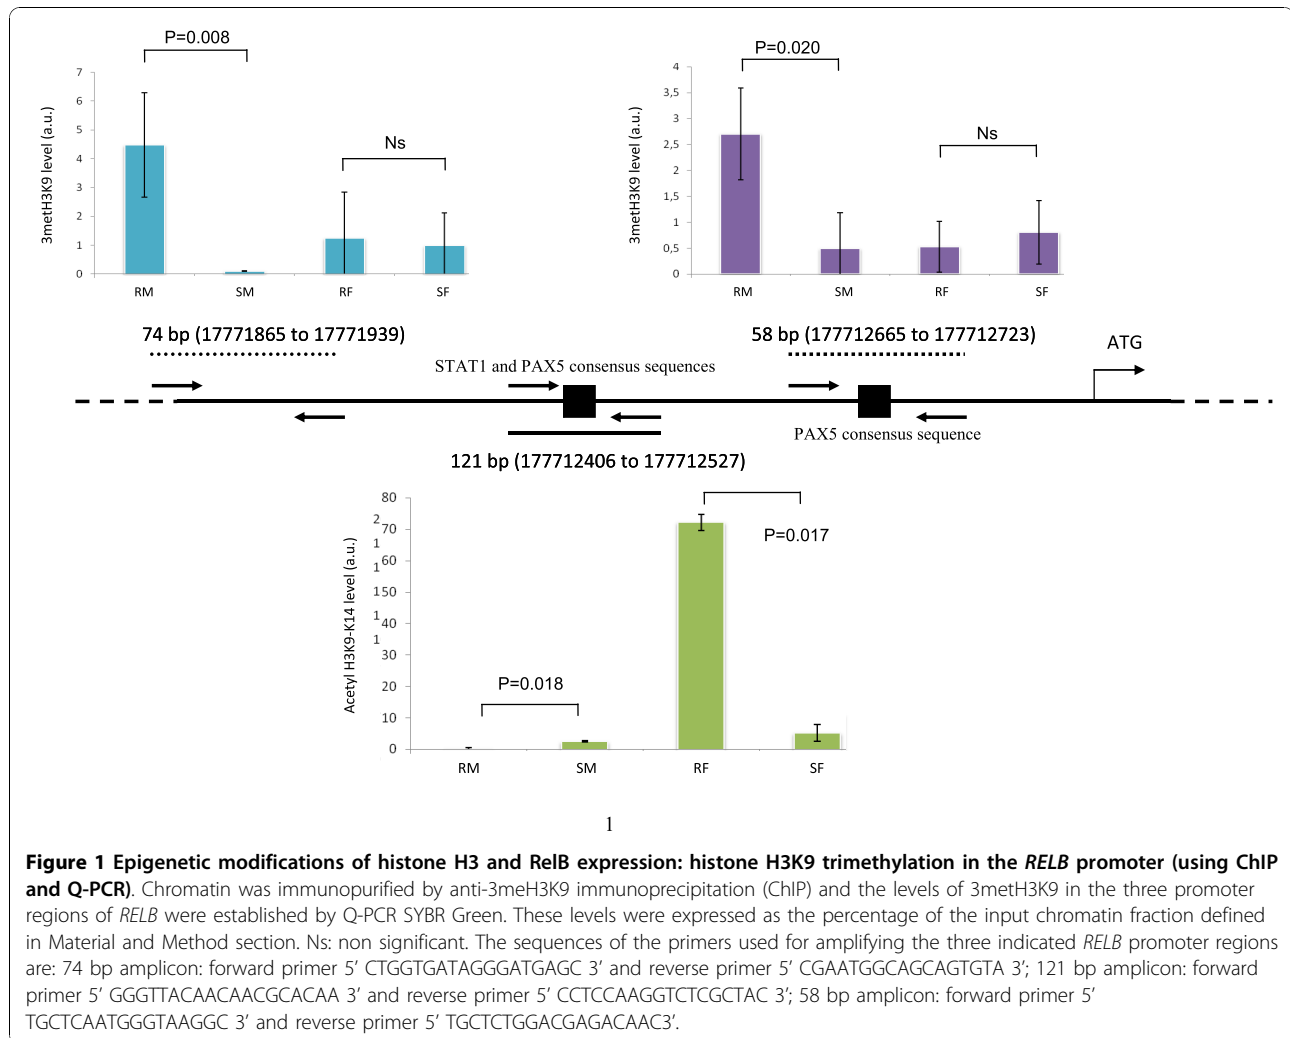 P=0.008
7
6
5
4
3
2
1
0
3metH3K9 level (a.u.)
Ns
RM SM RF SF
P=0.020
4
3,5
3
2,5
2
1,5
1
0,5
0
3metH3K9 level (a.u.)
Ns
RM SM RF SF
74 bp (17771865 to 17771939)
58 bp (177712665 to 177712723)
ATG
STAT1 and PAX5 consensus sequences
PAX5 consensus sequence
121 bp (177712406 to 177712527)
80
70
60
50
40
30
20
10
0
2
1
1
1
1
1
Acetyl H3K9-K14 level (a.u.)
P=0.017
P=0.018
RM SM RF SF
1
Figure 1 Epigenetic modifications of histone H3 and RelB expression: histone H3K9 trimethylation in the RELB promoter (using ChIP
and Q-PCR). Chromatin was immunopurified by anti-3meH3K9 immunoprecipitation (ChIP) and the levels of 3metH3K9 in the three promoter
regions of RELB were established by Q-PCR SYBR Green. These levels were expressed as the percentage of the input chromatin fraction defined
in Material and Method section. Ns: non significant. The sequences of the primers used for amplifying the three indicated RELB promoter regions
are: 74 bp amplicon: forward primer 5’ CTGGTGATAGGGATGAGC 3’ and reverse primer 5’ CGAATGGCAGCAGTGTA 3’; 121 bp amplicon: forward
primer 5’ GGGTTACAACAACGCACAA 3’ and reverse primer 5’ CCTCCAAGGTCTCGCTAC 3’; 58 bp amplicon: forward primer 5’
TGCTCAATGGGTAAGGC 3’ and reverse primer 5’ TGCTCTGGACGAGACAAC3’.